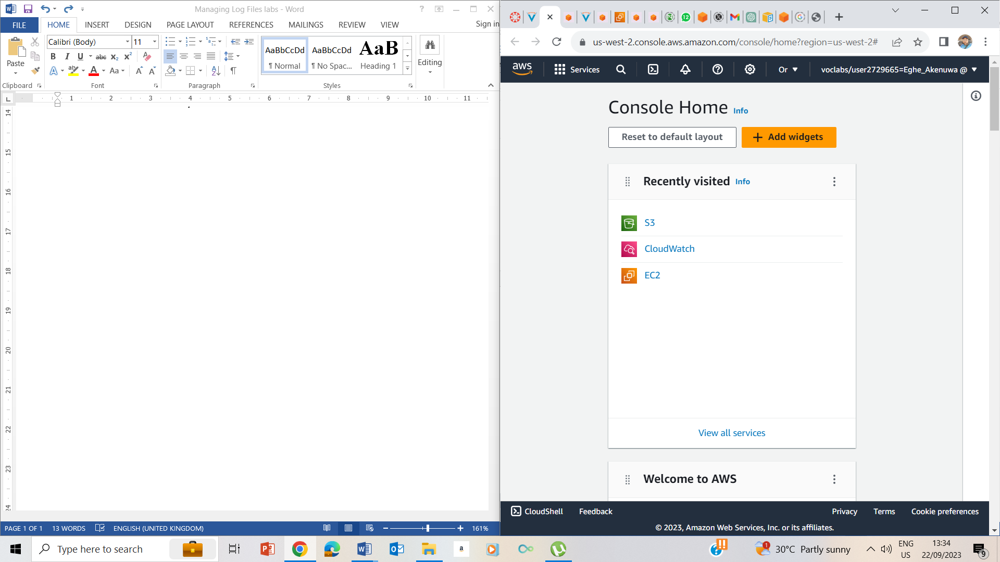 Managing Log Files labs - Word
FILE HOME INSERT DESIGN PAGE LAYOUT REFERENCES MAILINGS REVIEW VIEW Sign in
Calibri (Body) 11
Paste
B I U abc x₂ x²
A ab A Aa A A
AaBbCcDd AaBbCcDd AaB
¶ Normal ¶ No Spac... Heading 1
Editing
Clipboard Font Paragraph Styles
1 2 3 4 5 6 7 8 9 10 11
14
15
16
17
18
19
20
21
22
23
24
PAGE 1 OF 1 13 WORDS ENGLISH (UNITED KINGDOM) 161%
us-west-2.console.aws.amazon.com/console/home?region=us-west-2#
aws Services Or voclabs/user2729665=Eghe_Akenuwa @
Console Home Info
Reset to default layout
Add widgets
Recently visited Info
S3
CloudWatch
EC2
View all services
Welcome to AWS
CloudShell Feedback Privacy Terms Cookie preferences
© 2023, Amazon Web Services, Inc. or its affiliates.
Type here to search
30°C Partly sunny
ENG
US
13:34
22/09/2023
9